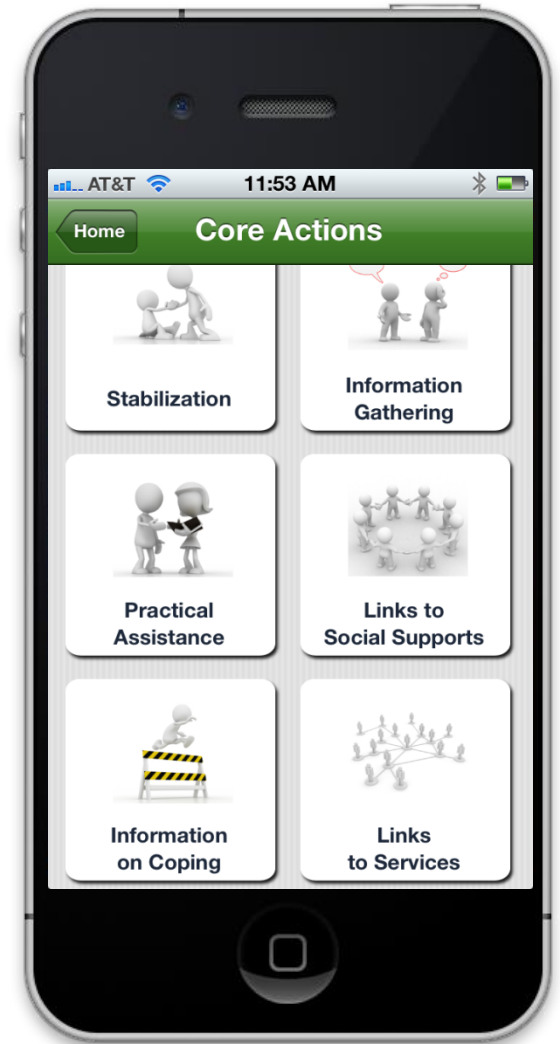 AT&T 11:53 AM
Home Core Actions
Stabilization
Information
Gathering
Practical
Assistance
Links to
Social Supports
Information
on Coping
Links
to Services